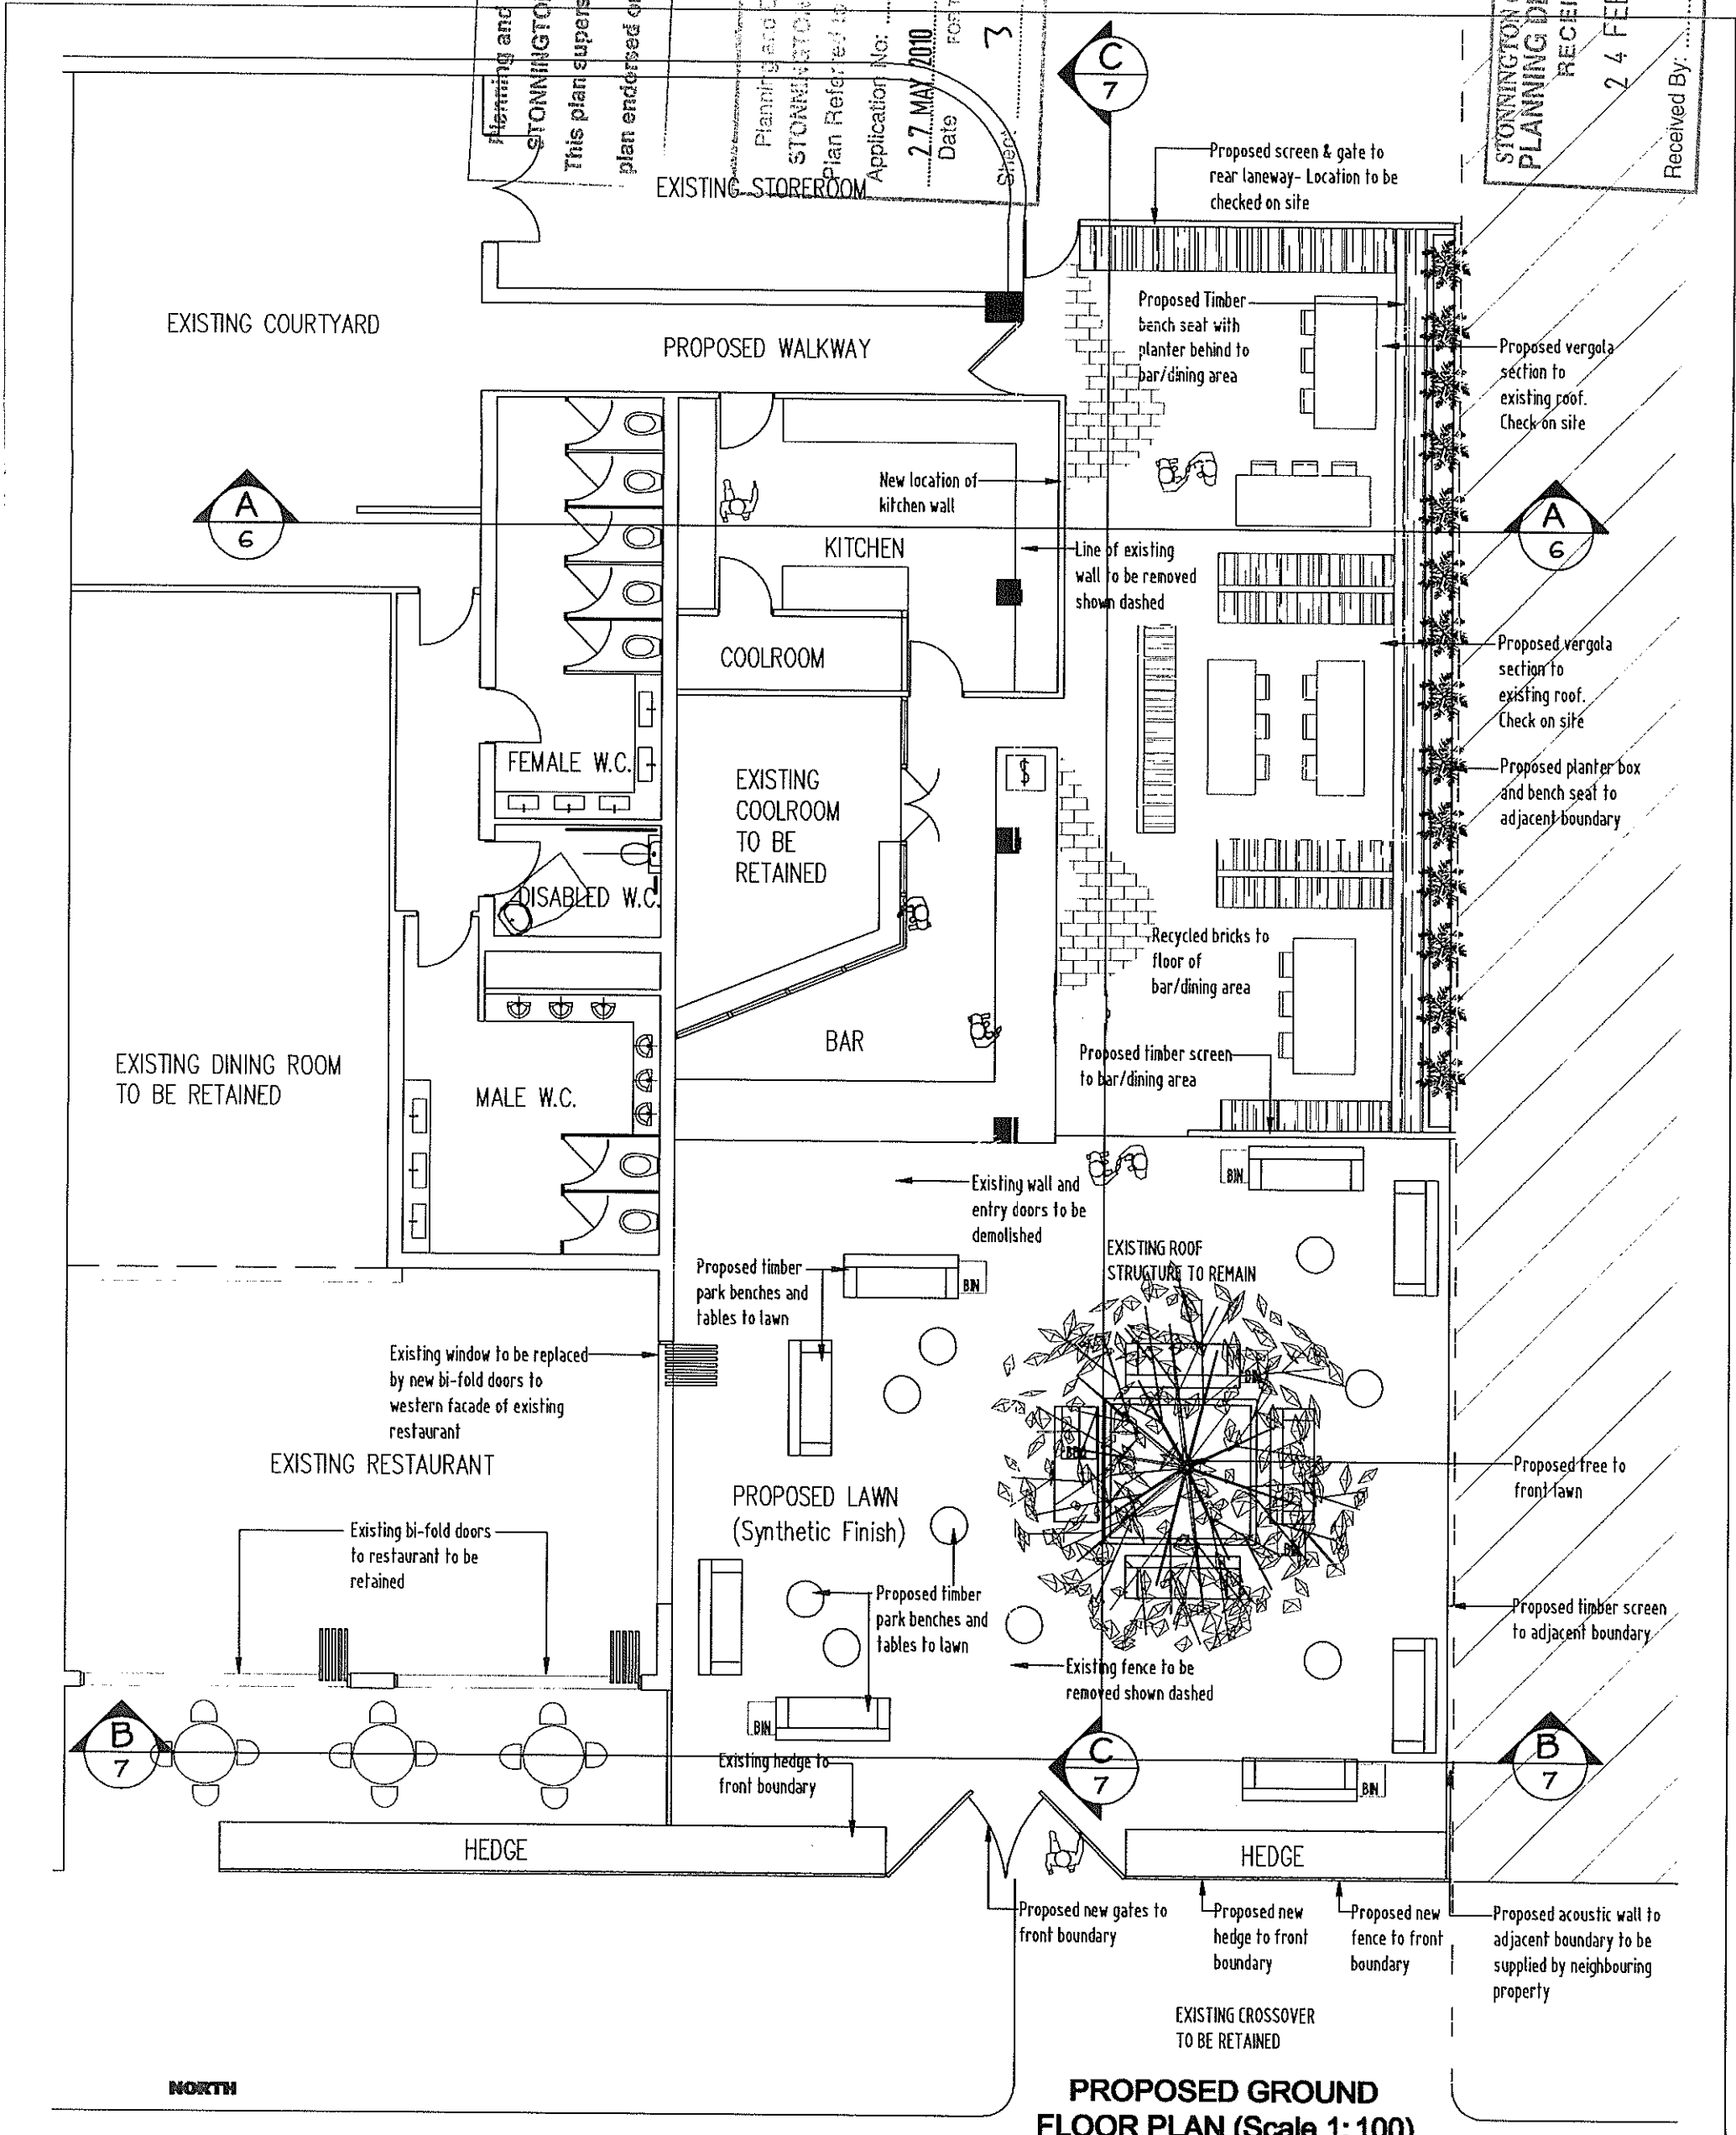 Planning and
STONNINGTO
This plan supers
plan endorsed o
Planning and
STONNINGTON
Plan Referred to
Application No:
27 MAY 2010
Date
FOR T
Sheet
3
STONNINGTON
PLANNING D
RECEI
24 FEE
Received By:
C
7
Proposed screen & gate to
rear laneway- Location to be
checked on site
EXISTING STOREROOM
EXISTING COURTYARD
PROPOSED WALKWAY
Proposed Timber
bench seat with
planter behind to
bar/dining area
Proposed vergola
section to
existing roof.
Check on site
New location of
kitchen wall
A
6
A
6
KITCHEN
Line of existing
wall to be removed
shown dashed
COOLROOM
Proposed vergola
section to
existing roof.
Check on site
FEMALE W.C.
EXISTING
COOLROOM
TO BE
RETAINED
$
Proposed planter box
and bench seat to
adjacent boundary
DISABLED W.C.
Recycled bricks to
floor of
bar/dining area
BAR
EXISTING DINING ROOM
TO BE RETAINED
MALE W.C.
Proposed timber screen
to bar/dining area
Existing wall and
entry doors to be
demolished
BIN
EXISTING ROOF
STRUCTURE TO REMAIN
Proposed timber
park benches and
tables to lawn
BIN
Existing window to be replaced
by new bi-fold doors to
western facade of existing
restaurant
BIN
BIN
EXISTING RESTAURANT
Proposed tree to
front lawn
PROPOSED LAWN
(Synthetic Finish)
Existing bi-fold doors
to restaurant to be
retained
BIN
Proposed timber
park benches and
tables to lawn
Proposed timber screen
to adjacent boundary
Existing fence to be
removed shown dashed
BIN
B
7
Existing hedge to
front boundary
C
7
BIN
B
7
HEDGE
HEDGE
Proposed new gates to
front boundary
Proposed new
hedge to front
boundary
Proposed new
fence to front
boundary
Proposed acoustic wall to
adjacent boundary to be
supplied by neighbouring
property
EXISTING CROSSOVER
TO BE RETAINED
NORTH
PROPOSED GROUND
FLOOR PLAN (Scale 1:100)